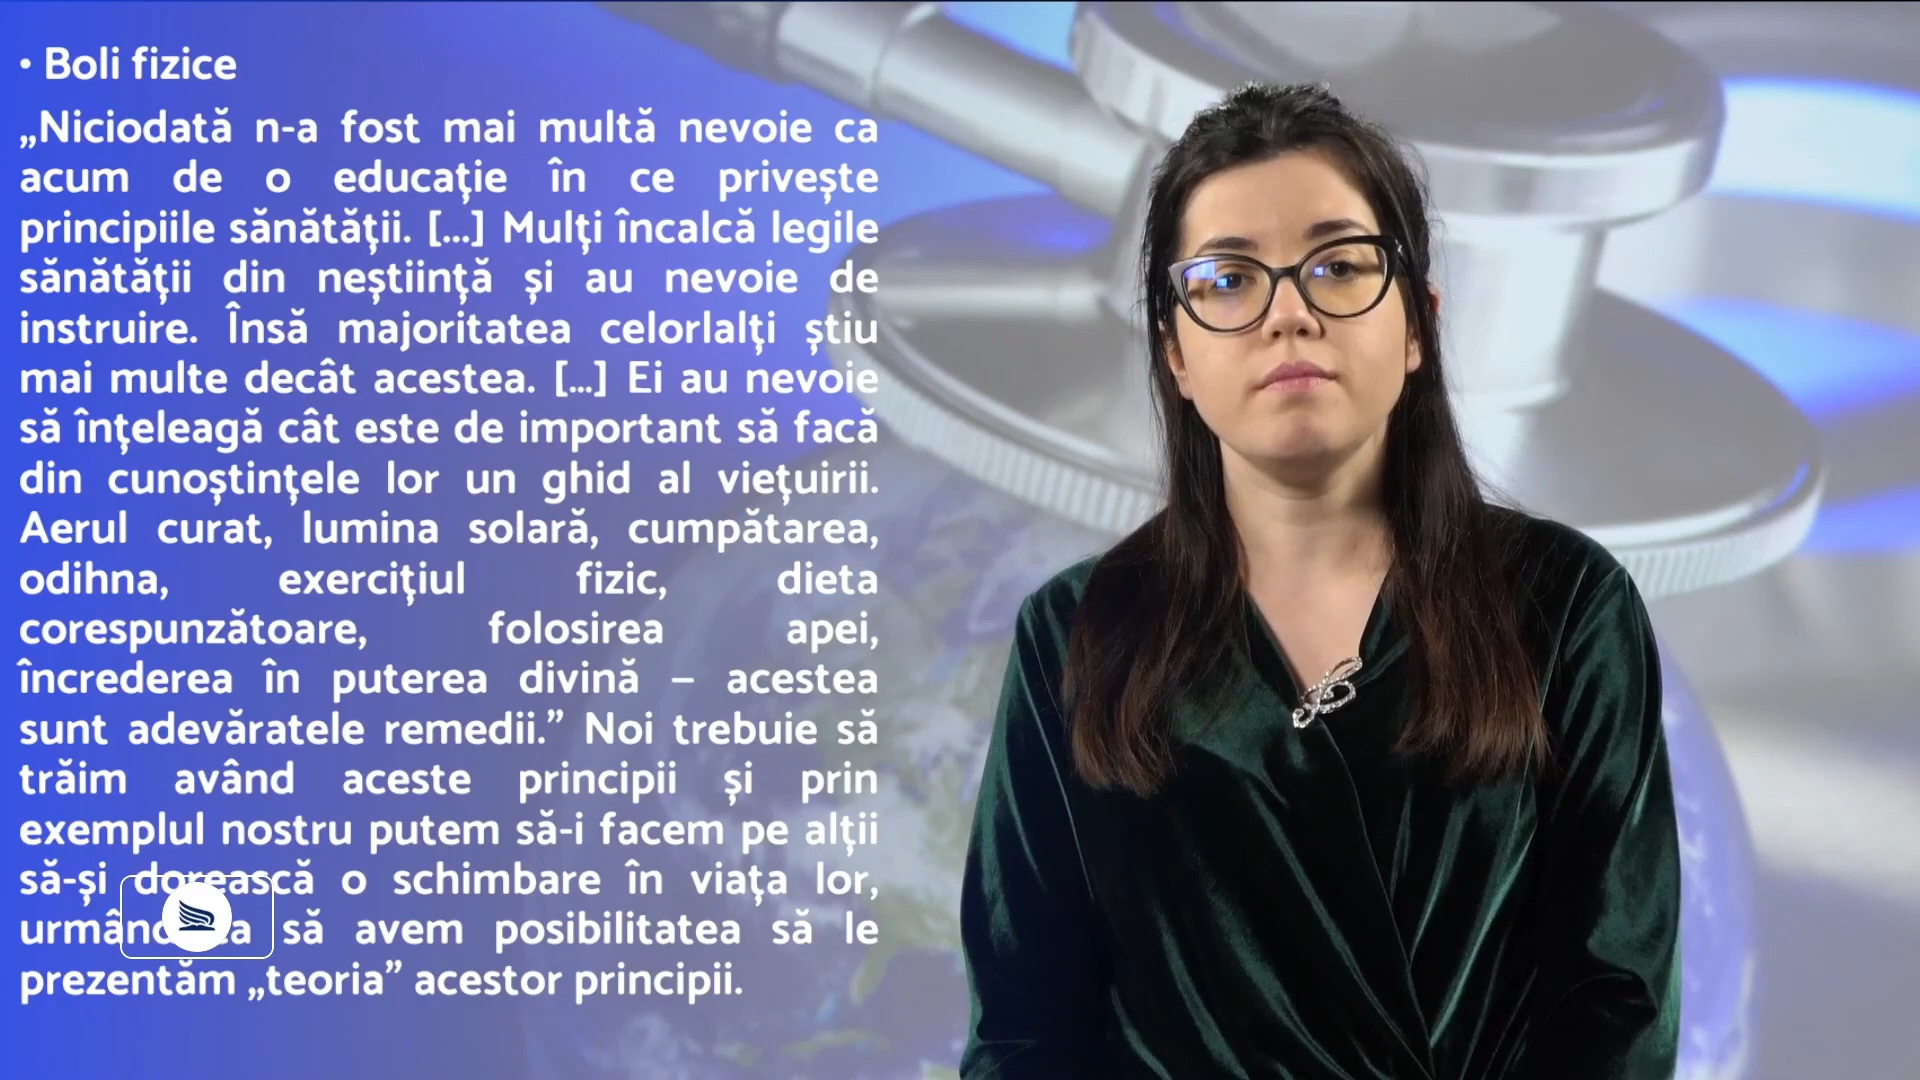 • Boli fizice
„Niciodată n-a fost mai multă nevoie ca
acum de o educație în ce privește
principiile sănătății. [...] Mulți încalcă legile
sănătății din neștiință și au nevoie de
instruire. Însă majoritatea celorlalți știu
mai multe decât acestea. [...] Ei au nevoie
să înțeleagă cât este de important să facă
din cunoștințele lor un ghid al viețuirii.
Aerul curat, lumina solară, cumpătarea,
odihna, exercițiul fizic, dieta
corespunzătoare, folosirea apei,
încrederea în puterea divină – acestea
sunt adevăratele remedii.” Noi trebuie să
trăim având aceste principii și prin
exemplul nostru putem să-i facem pe alții
să-și dorească o schimbare în viața lor,
să avem posibilitatea să le
prezentăm „teoria” acestor principii.